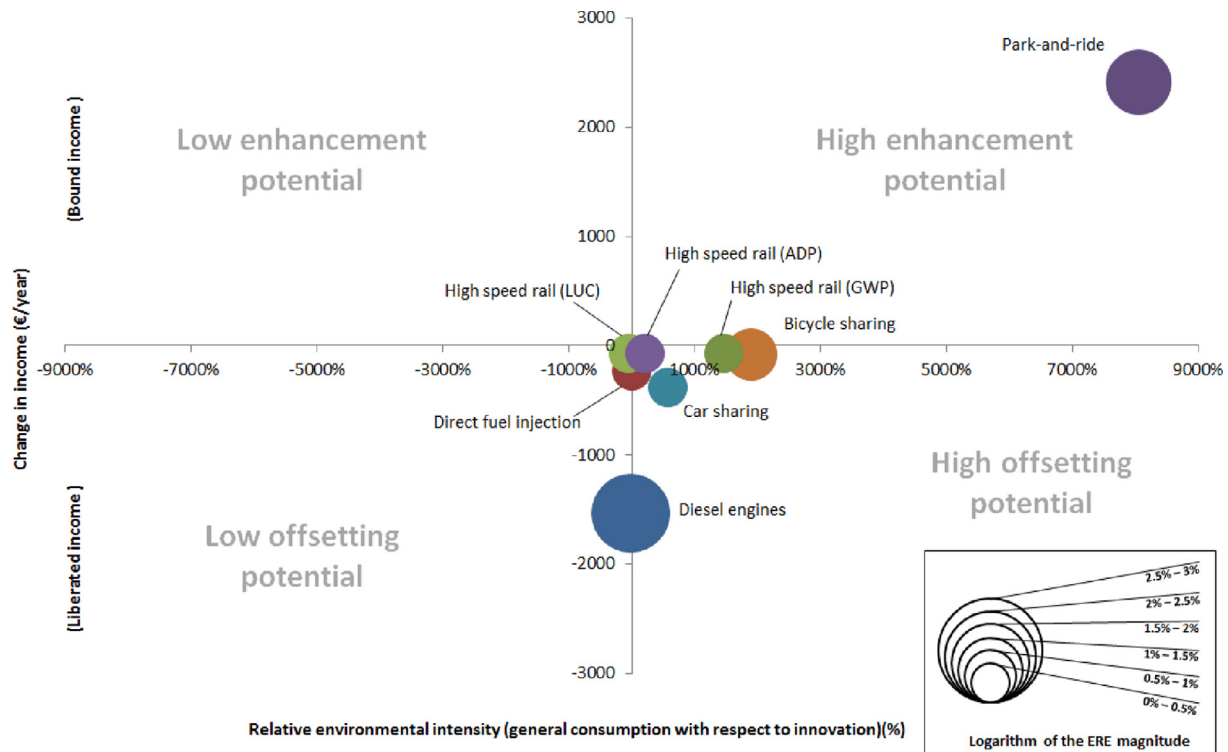 3000
Park-and-ride
(Bound income )
2000
Low enhancement
potential
High enhancement
potential
1000
High speed rail (ADP)
High speed rail (LUC)
High speed rail (GWP)
Bicycle sharing
Change in income (€/year)
0
-9000%
-7000%
-5000%
-3000%
-1000%
1000%
3000%
5000%
7000%
9000%
Direct fuel injection
Car sharing
-1000
High offsetting
potential
Diesel engines
Low offsetting
potential
(Liberated income )
-2000
2.5% – 3%
2% – 2.5%
1.5% – 2%
1% – 1.5%
0.5% – 1%
0% – 0.5%
-3000
Relative environmental intensity (general consumption with respect to innovation)(%)
Logarithm of the ERE magnitude